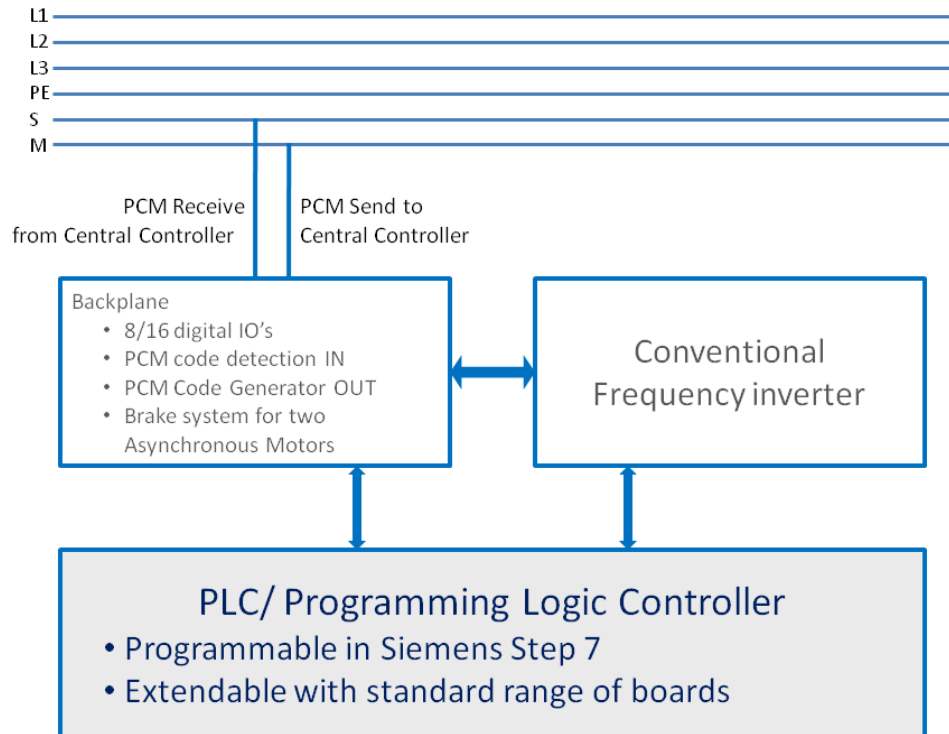 L1
L2
L3
PE
S
M
PCM Receive
from Central Controller
PCM Send to
Central Controller
Backplane
• 8/16 digital IO's
• PCM code detection IN
• PCM Code Generator OUT
• Brake system for two
Asynchronous Motors
Conventional
Frequency inverter
PLC/ Programming Logic Controller
• Programmable in Siemens Step 7
• Extendable with standard range of boards